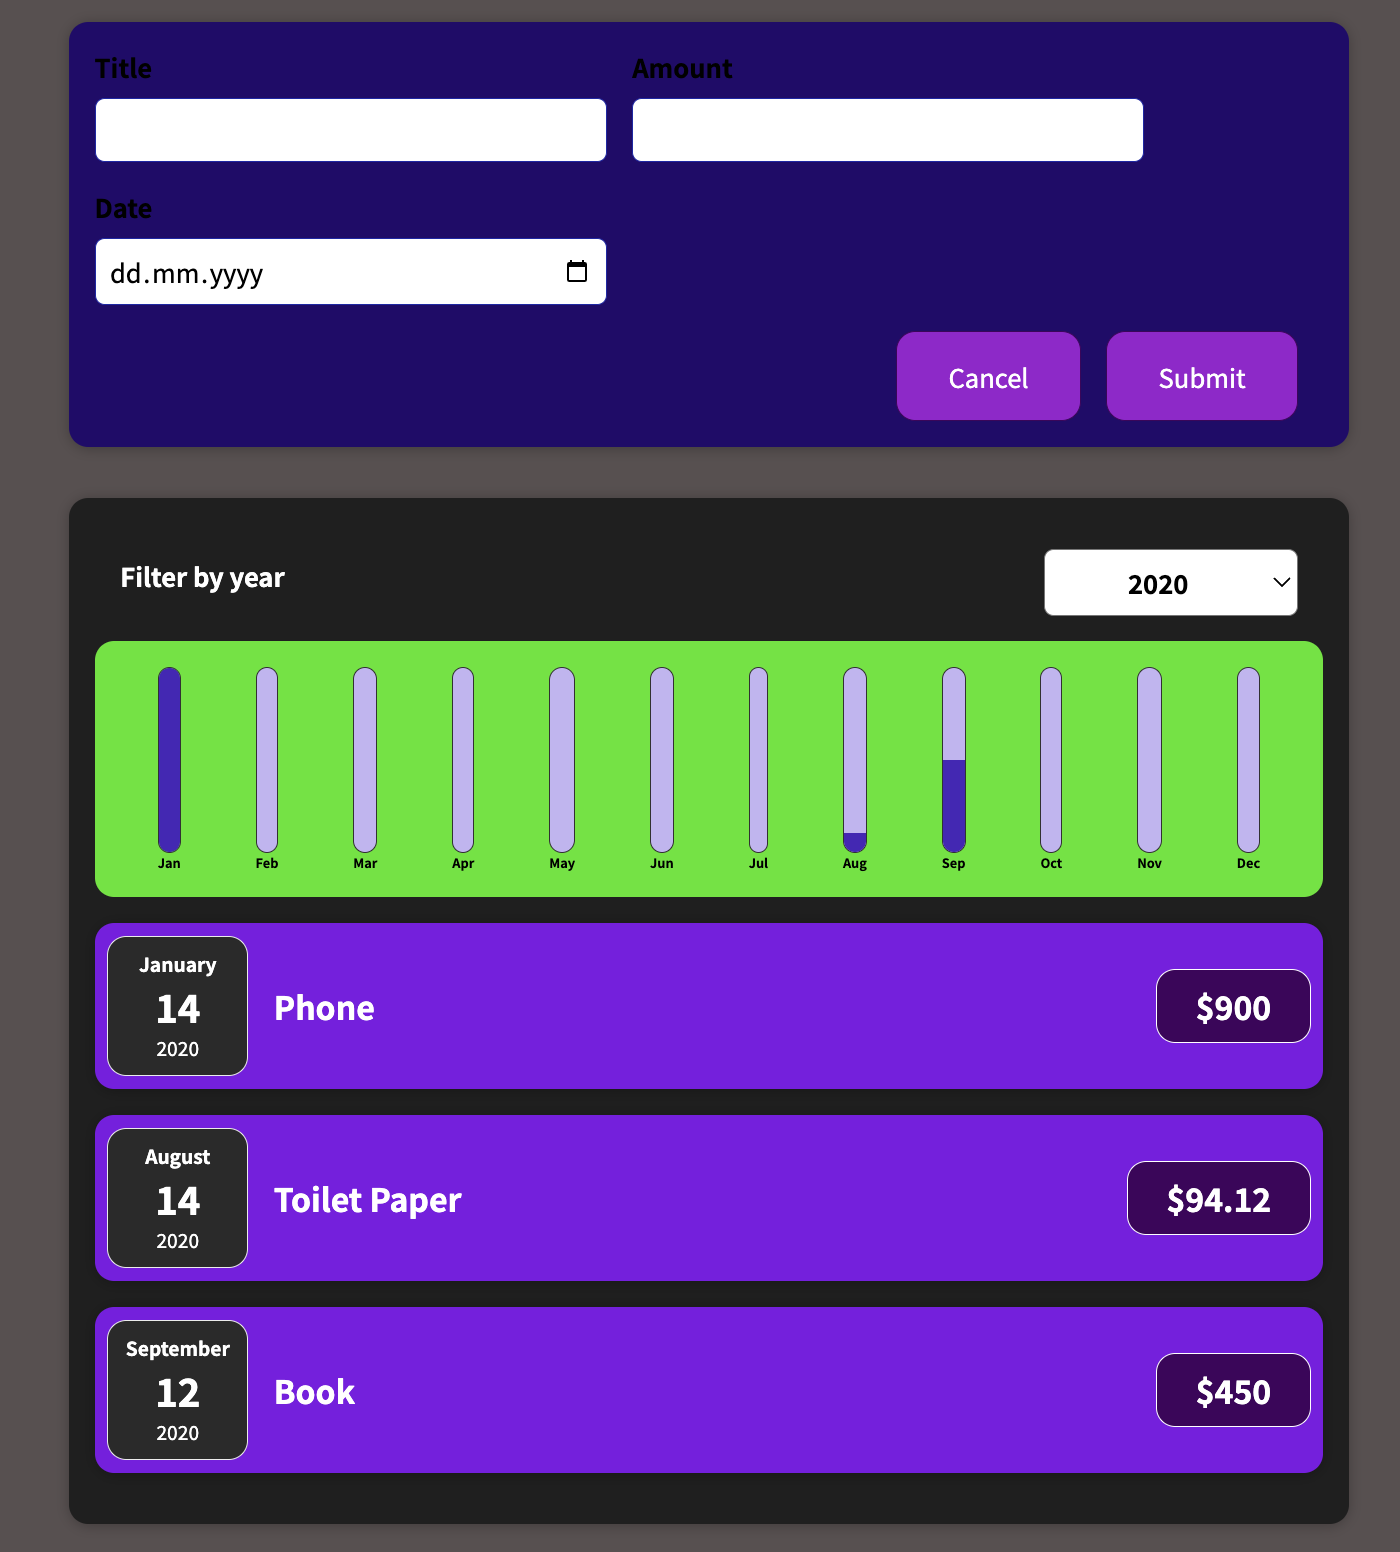 Title Amount
Date
dd.mm.yyyy
Cancel Submit
Filter by year 2020
Jan Feb Mar Apr May Jun Jul Aug Sep Oct Nov Dec
January
14
2020
Phone
$900
August
14
2020
Toilet Paper
$94.12
September
12
2020
Book
$450